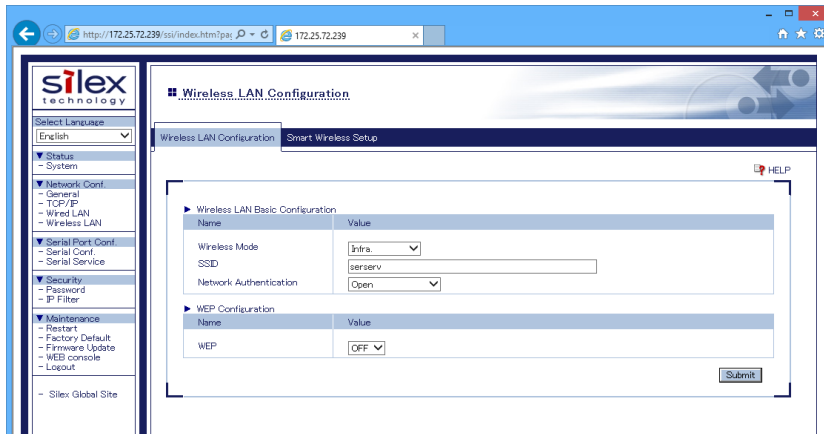 http://172.25.72.239/ssi/index.htm?pa
172.25.72.239
silex
technology
Select Language
English
▼ Status
- System
▼ Network Conf.
- General
- TCP/IP
- Wired LAN
- Wireless LAN
▼ Serial Port Conf.
- Serial Conf.
- Serial Service
▼ Security
- Password
- IP Filter
▼ Maintenance
- Restart
- Factory Default
- Firmware Update
- WEB console
- Logout
- Silex Global Site
Wireless LAN Configuration
Wireless LAN Configuration Smart Wireless Setup
HELP
► Wireless LAN Basic Configuration
Name Value
Wireless Mode Infra.
SSID serserv
Network Authentication Open
► WEP Configuration
Name Value
WEP OFF
Submit